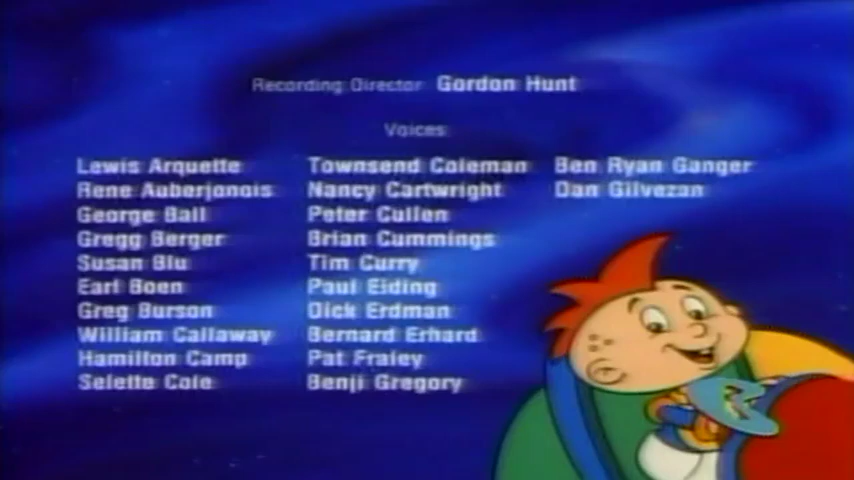 Recording Director Gordon Hunt
Voices
Lewis Arquette
Rene Auberjonois
George Ball
Gregg Berger
Susan Blu
Earl Boen
Greg Burson
William Callaway
Hamilton Camp
Selette Cole
Townsend Coleman
Nancy Cartwright
Peter Cullen
Brian Cummings
Tim Curry
Paul Eiding
Dick Erdman
Bernard Erhard
Pat Fraley
Benji Gregory
Ben Ryan Ganger
Dan Gilvezan